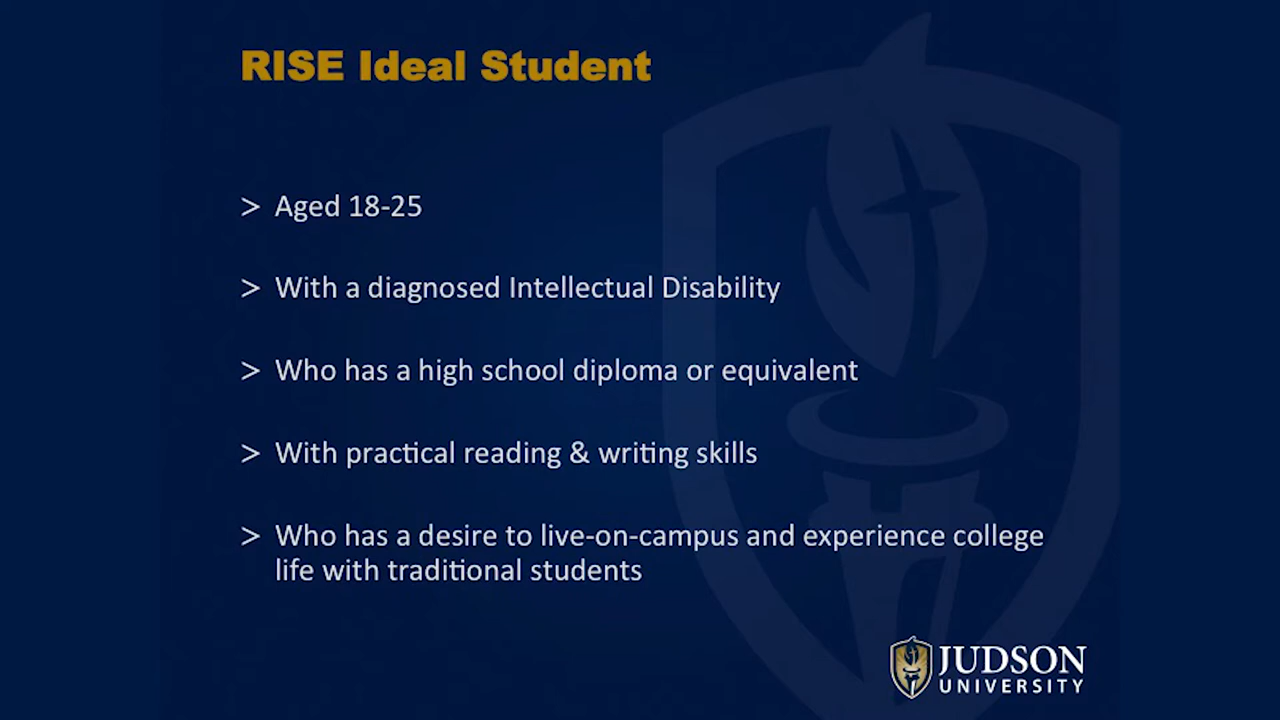 RISE Ideal Student
> Aged 18-25
> With a diagnosed Intellectual Disability
> Who has a high school diploma or equivalent
> With practical reading & writing skills
> Who has a desire to live-on-campus and experience college
life with traditional students
JUDSON
UNIVERSITY